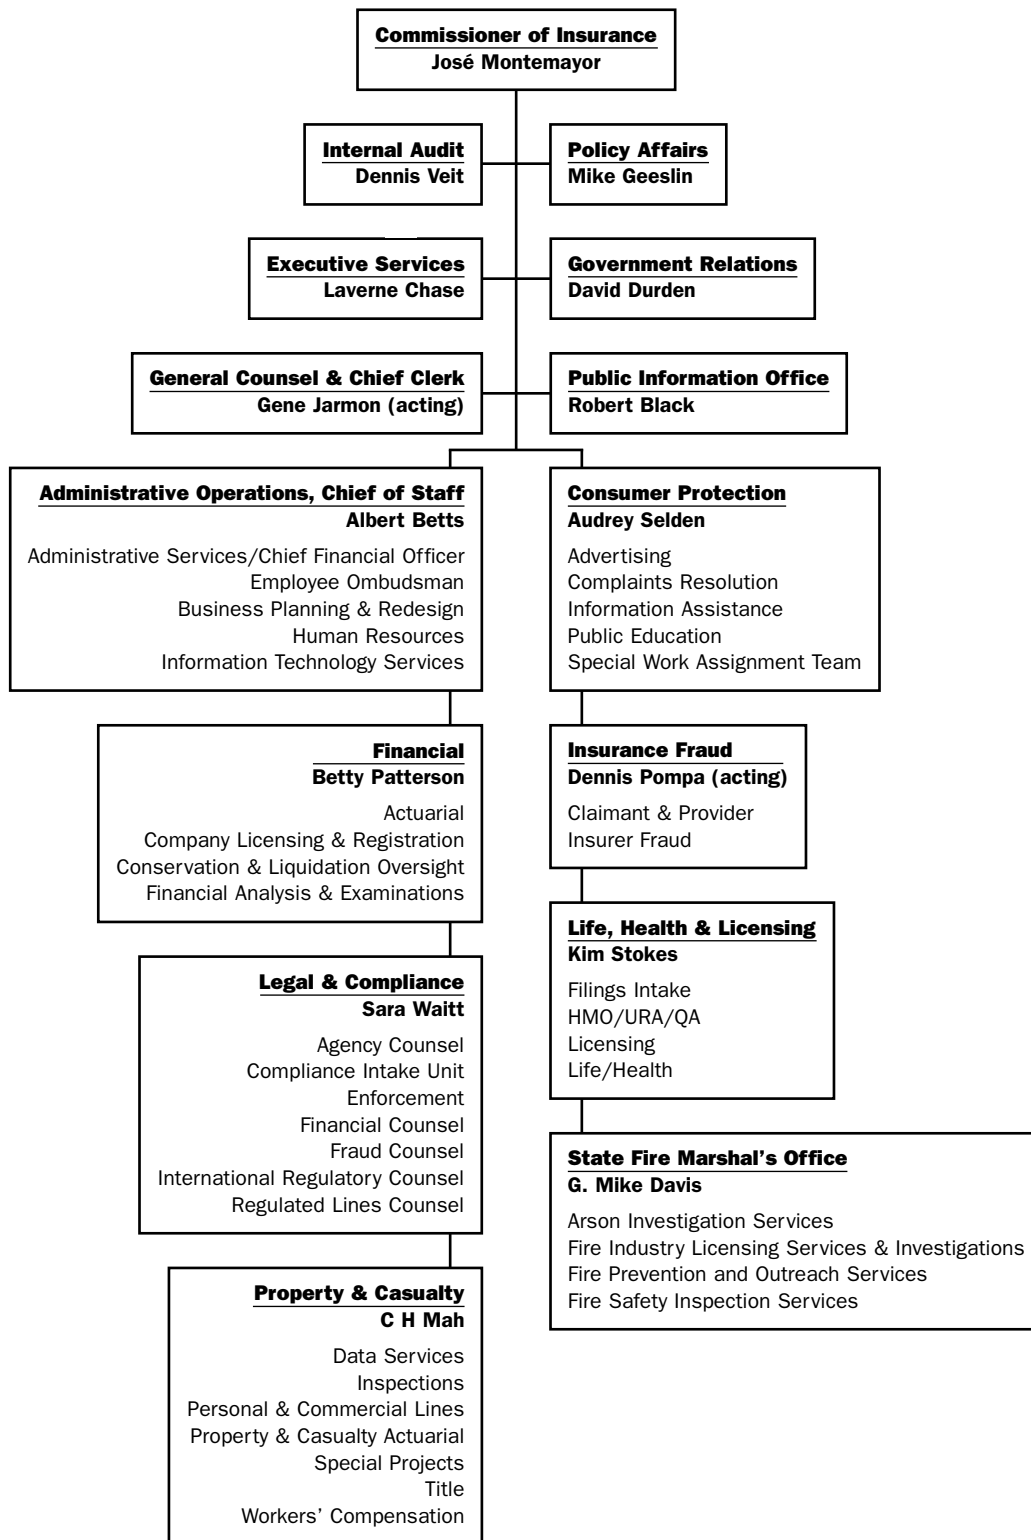 Commissioner of Insurance
José Montemayor
Internal Audit
Dennis Veit
Policy Affairs
Mike Geeslin
Executive Services
Laverne Chase
Government Relations
David Durden
General Counsel & Chief Clerk
Gene Jarmon (acting)
Public Information Office
Robert Black
Administrative Operations, Chief of Staff
Albert Betts
Administrative Services/Chief Financial Officer
Employee Ombudsman
Business Planning & Redesign
Human Resources
Information Technology Services
Consumer Protection
Audrey Selden
Advertising
Complaints Resolution
Information Assistance
Public Education
Special Work Assignment Team
Financial
Betty Patterson
Actuarial
Company Licensing & Registration
Conservation & Liquidation Oversight
Financial Analysis & Examinations
Insurance Fraud
Dennis Pompa (acting)
Claimant & Provider
Insurer Fraud
Life, Health & Licensing
Kim Stokes
Filings Intake
HMO/URA/QA
Licensing
Life/Health
Legal & Compliance
Sara Waitt
Agency Counsel
Compliance Intake Unit
Enforcement
Financial Counsel
Fraud Counsel
International Regulatory Counsel
Regulated Lines Counsel
State Fire Marshal's Office
G. Mike Davis
Arson Investigation Services
Fire Industry Licensing Services & Investigations
Fire Prevention and Outreach Services
Fire Safety Inspection Services
Property & Casualty
C H Mah
Data Services
Inspections
Personal & Commercial Lines
Property & Casualty Actuarial
Special Projects
Title
Workers' Compensation